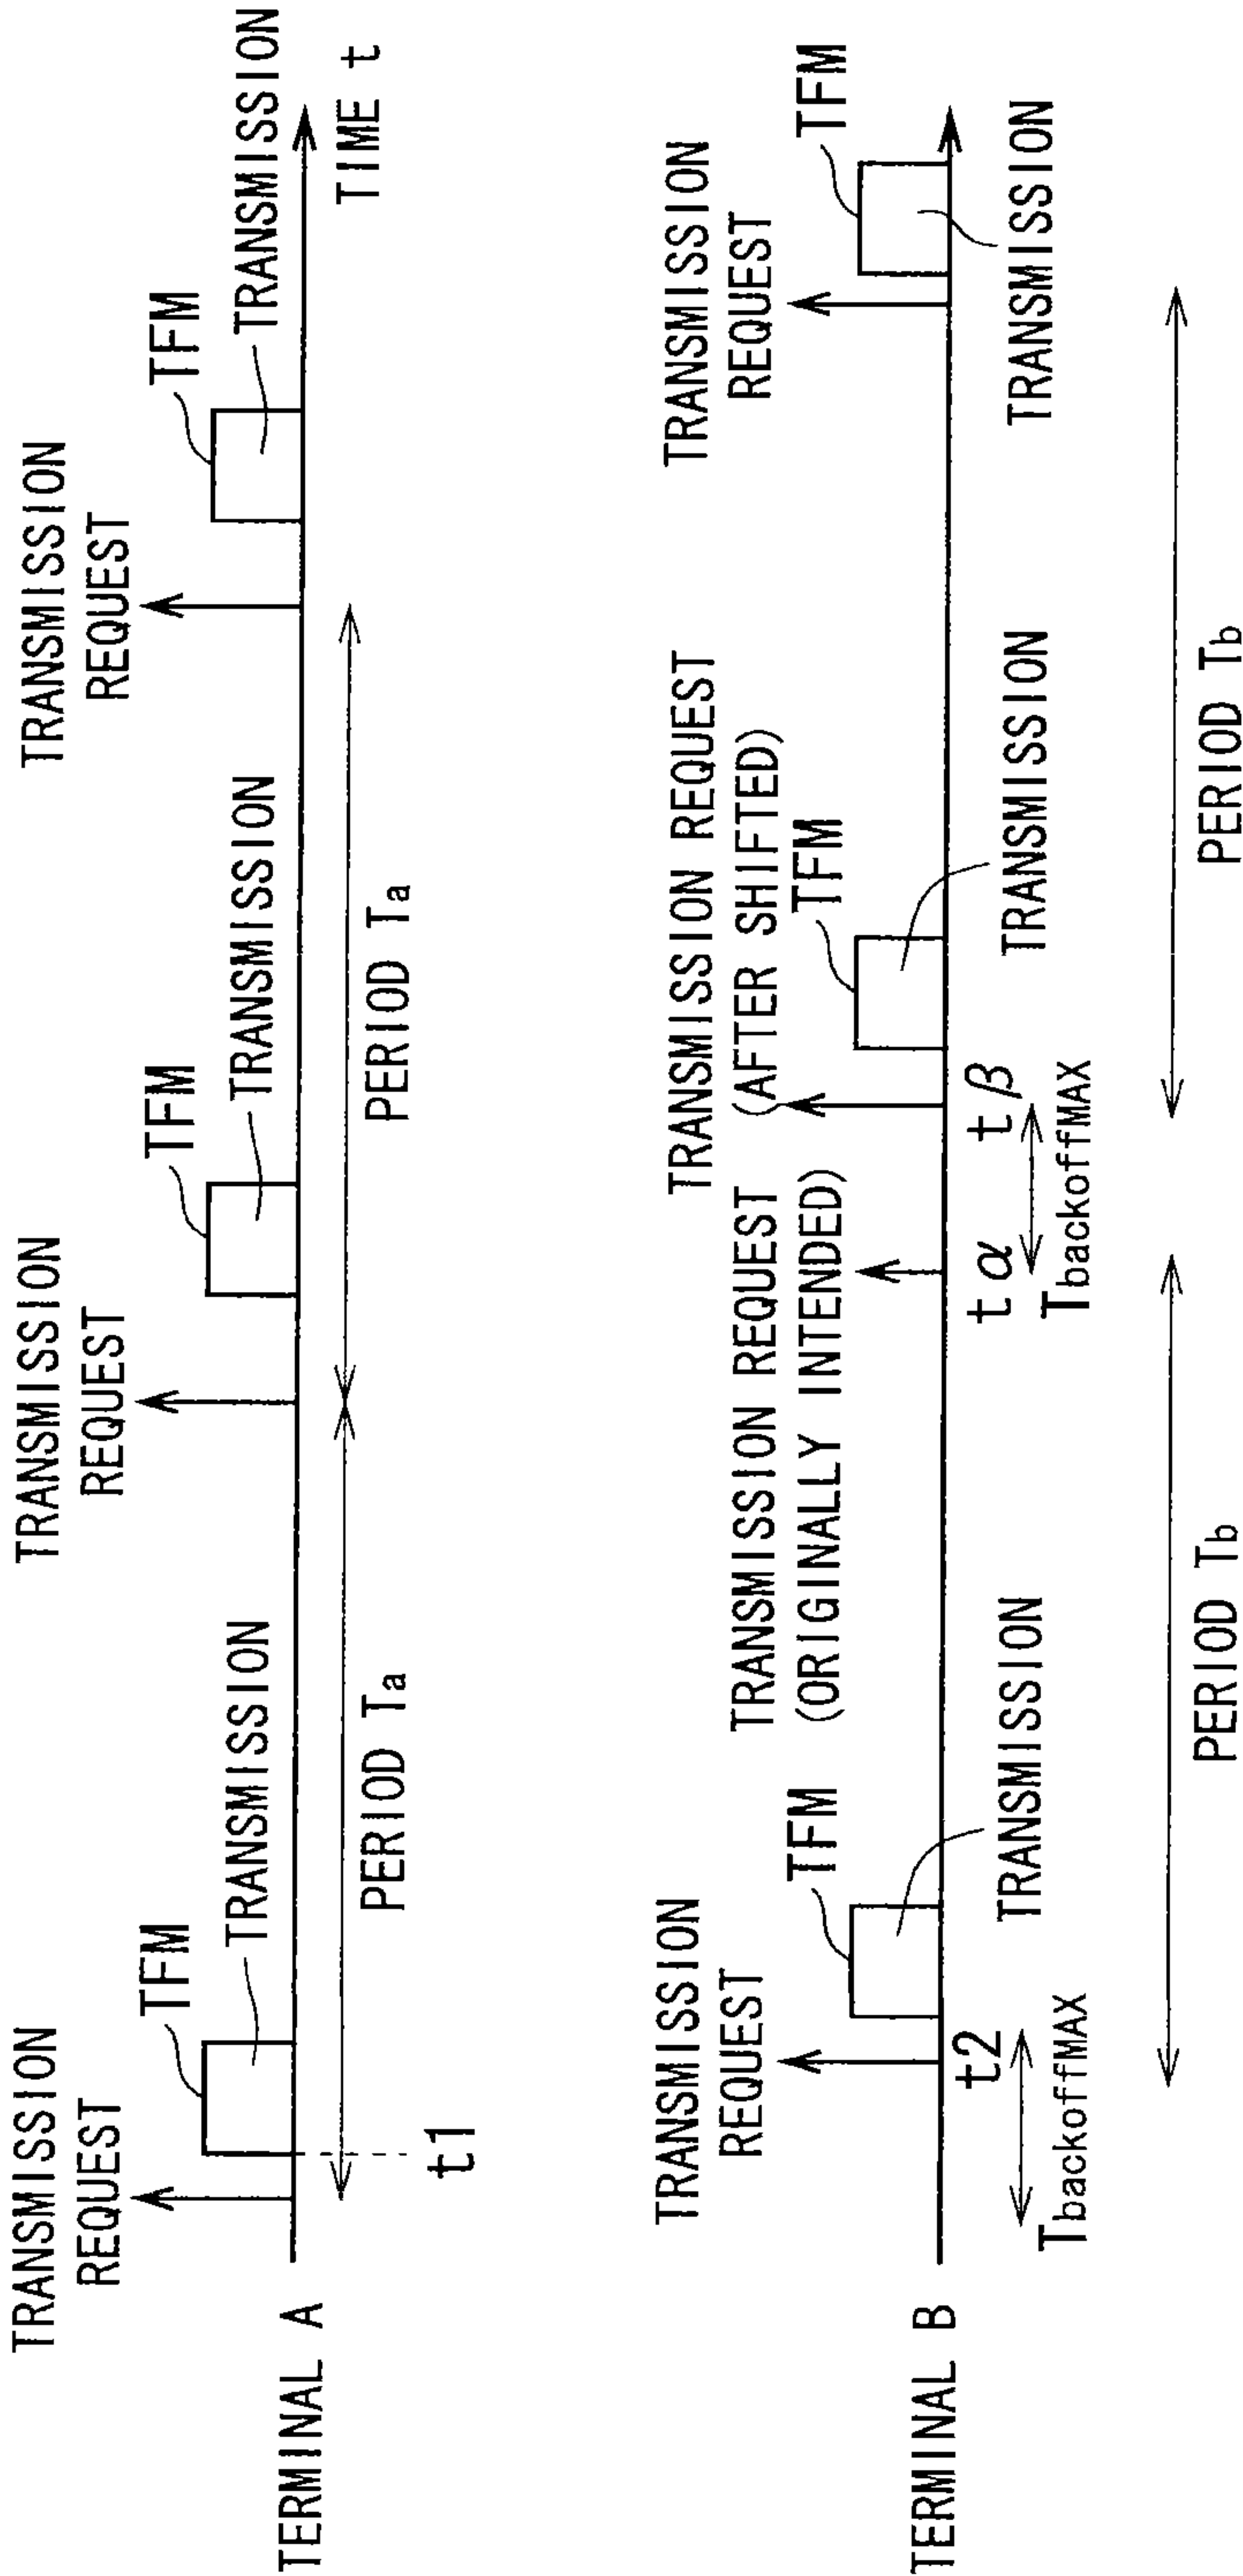 TRANSMISSION
REQUEST
TFM
TRANSMISSION
TRANSMISSION
REQUEST
TFM
TRANSMISSION
TRANSMISSION
REQUEST
TFM
TRANSMISSION
TERMINAL A
TIME t
t1
PERIOD Ta
PERIOD Ta
TRANSMISSION
REQUEST
TFM
TRANSMISSION
TRANSMISSION REQUEST
(ORIGINALLY INTENDED)
TRANSMISSION REQUEST
(AFTER SHIFTED)
TFM
TRANSMISSION
TRANSMISSION
REQUEST
TFM
TRANSMISSION
TERMINAL B
t2
tα
tβ
TbackoffMAX
TbackoffMAX
PERIOD Tb
PERIOD Tb